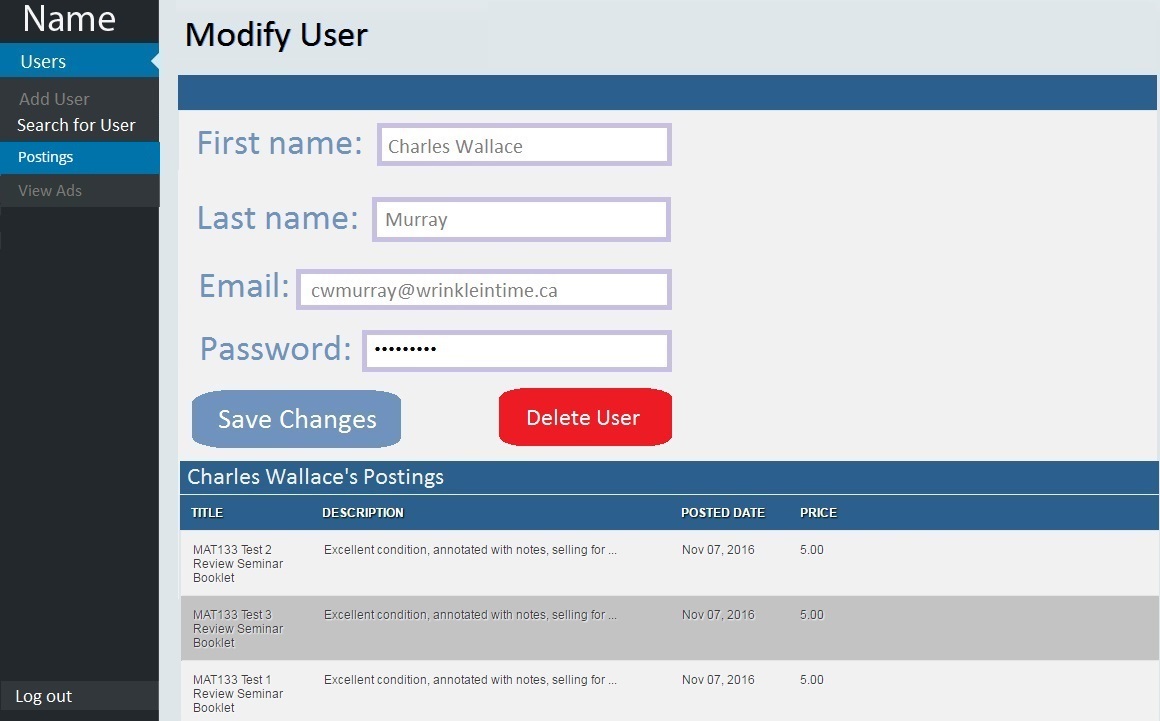 Name
Users
Add User
Search for User
Postings
View Ads
Log out
Modify User
First name: Charles Wallace
Last name: Murray
Email: cwmurray@wrinkleintime.ca
Password: •••••••••
Save Changes
Delete User
Charles Wallace's Postings
TITLE DESCRIPTION POSTED DATE PRICE
MAT133 Test 2 Excellent condition, annotated with notes, selling for ... Nov 07, 2016 5.00
Review Seminar
Booklet
MAT133 Test 3 Excellent condition, annotated with notes, selling for ... Nov 07, 2016 5.00
Review Seminar
Booklet
MAT133 Test 1 Excellent condition, annotated with notes, selling for ... Nov 07, 2016 5.00
Review Seminar
Booklet